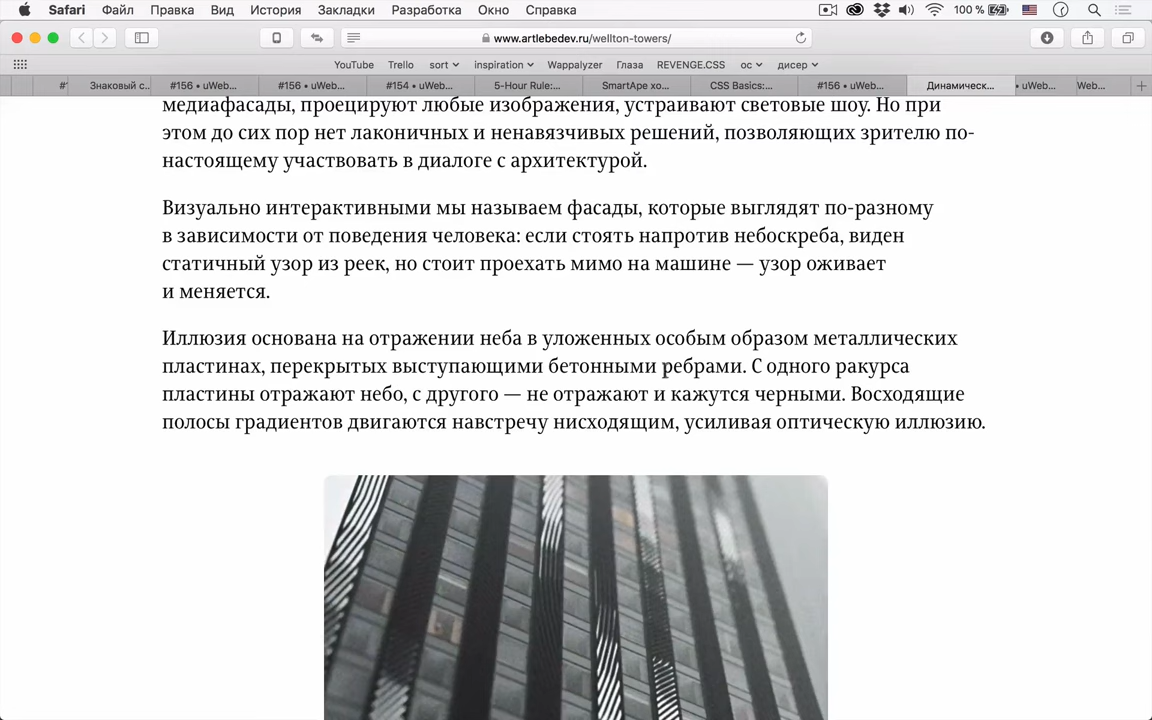 Safari Файл Правка Вид История Закладки Разработка Окно Справка 100 %
www.artlebedev.ru/wellton-towers/
YouTube Trello sort inspiration Wappalyzer Глаза REVENGE.CSS ос дисер
#' Знаковый с... #156 • uWeb... #156 • uWeb... #154 • uWeb... 5-Hour Rule:... SmartApe хо... CSS Basics:... #156 • uWeb... Динамическ... • uWeb... Web...
медиафасады, проецируют любые изображения, устраивают световые шоу. Но при
этом до сих пор нет лаконичных и ненавязчивых решений, позволяющих зрителю по-
настоящему участвовать в диалоге с архитектурой.
Визуально интерактивными мы называем фасады, которые выглядят по-разному
в зависимости от поведения человека: если стоять напротив небоскреба, виден
статичный узор из реек, но стоит проехать мимо на машине — узор оживает
и меняется.
Иллюзия основана на отражении неба в уложенных особым образом металлических
пластинах, перекрытых выступающими бетонными ребрами. С одного ракурса
пластины отражают небо, с другого — не отражают и кажутся черными. Восходящие
полосы градиентов двигаются навстречу нисходящим, усиливая оптическую иллюзию.